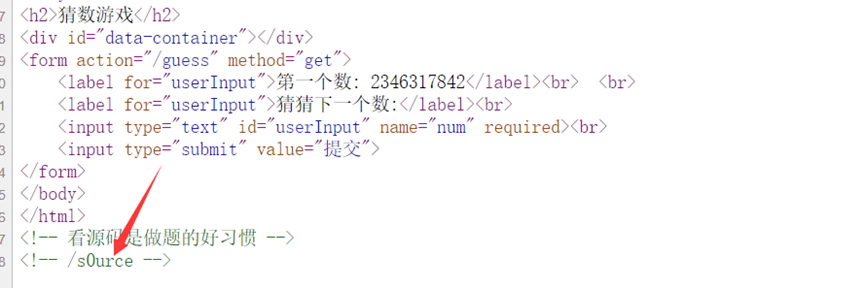 7 <h2>猜数游戏</h2>
8 <div id="data-container"></div>
9 <form action="/guess" method="get">
0 <label for="userInput">第一个数: 2346317842</label><br> <br>
1 <label for="userInput">猜猜下一个数:</label><br>
2 <input type="text" id="userInput" name="num" required><br>
3 <input type="submit" value="提交">
4 </form>
5 </body>
6 </html>
7 <!-- 看源码是做题的好习惯 -->
8 <!-- /s0urce -->